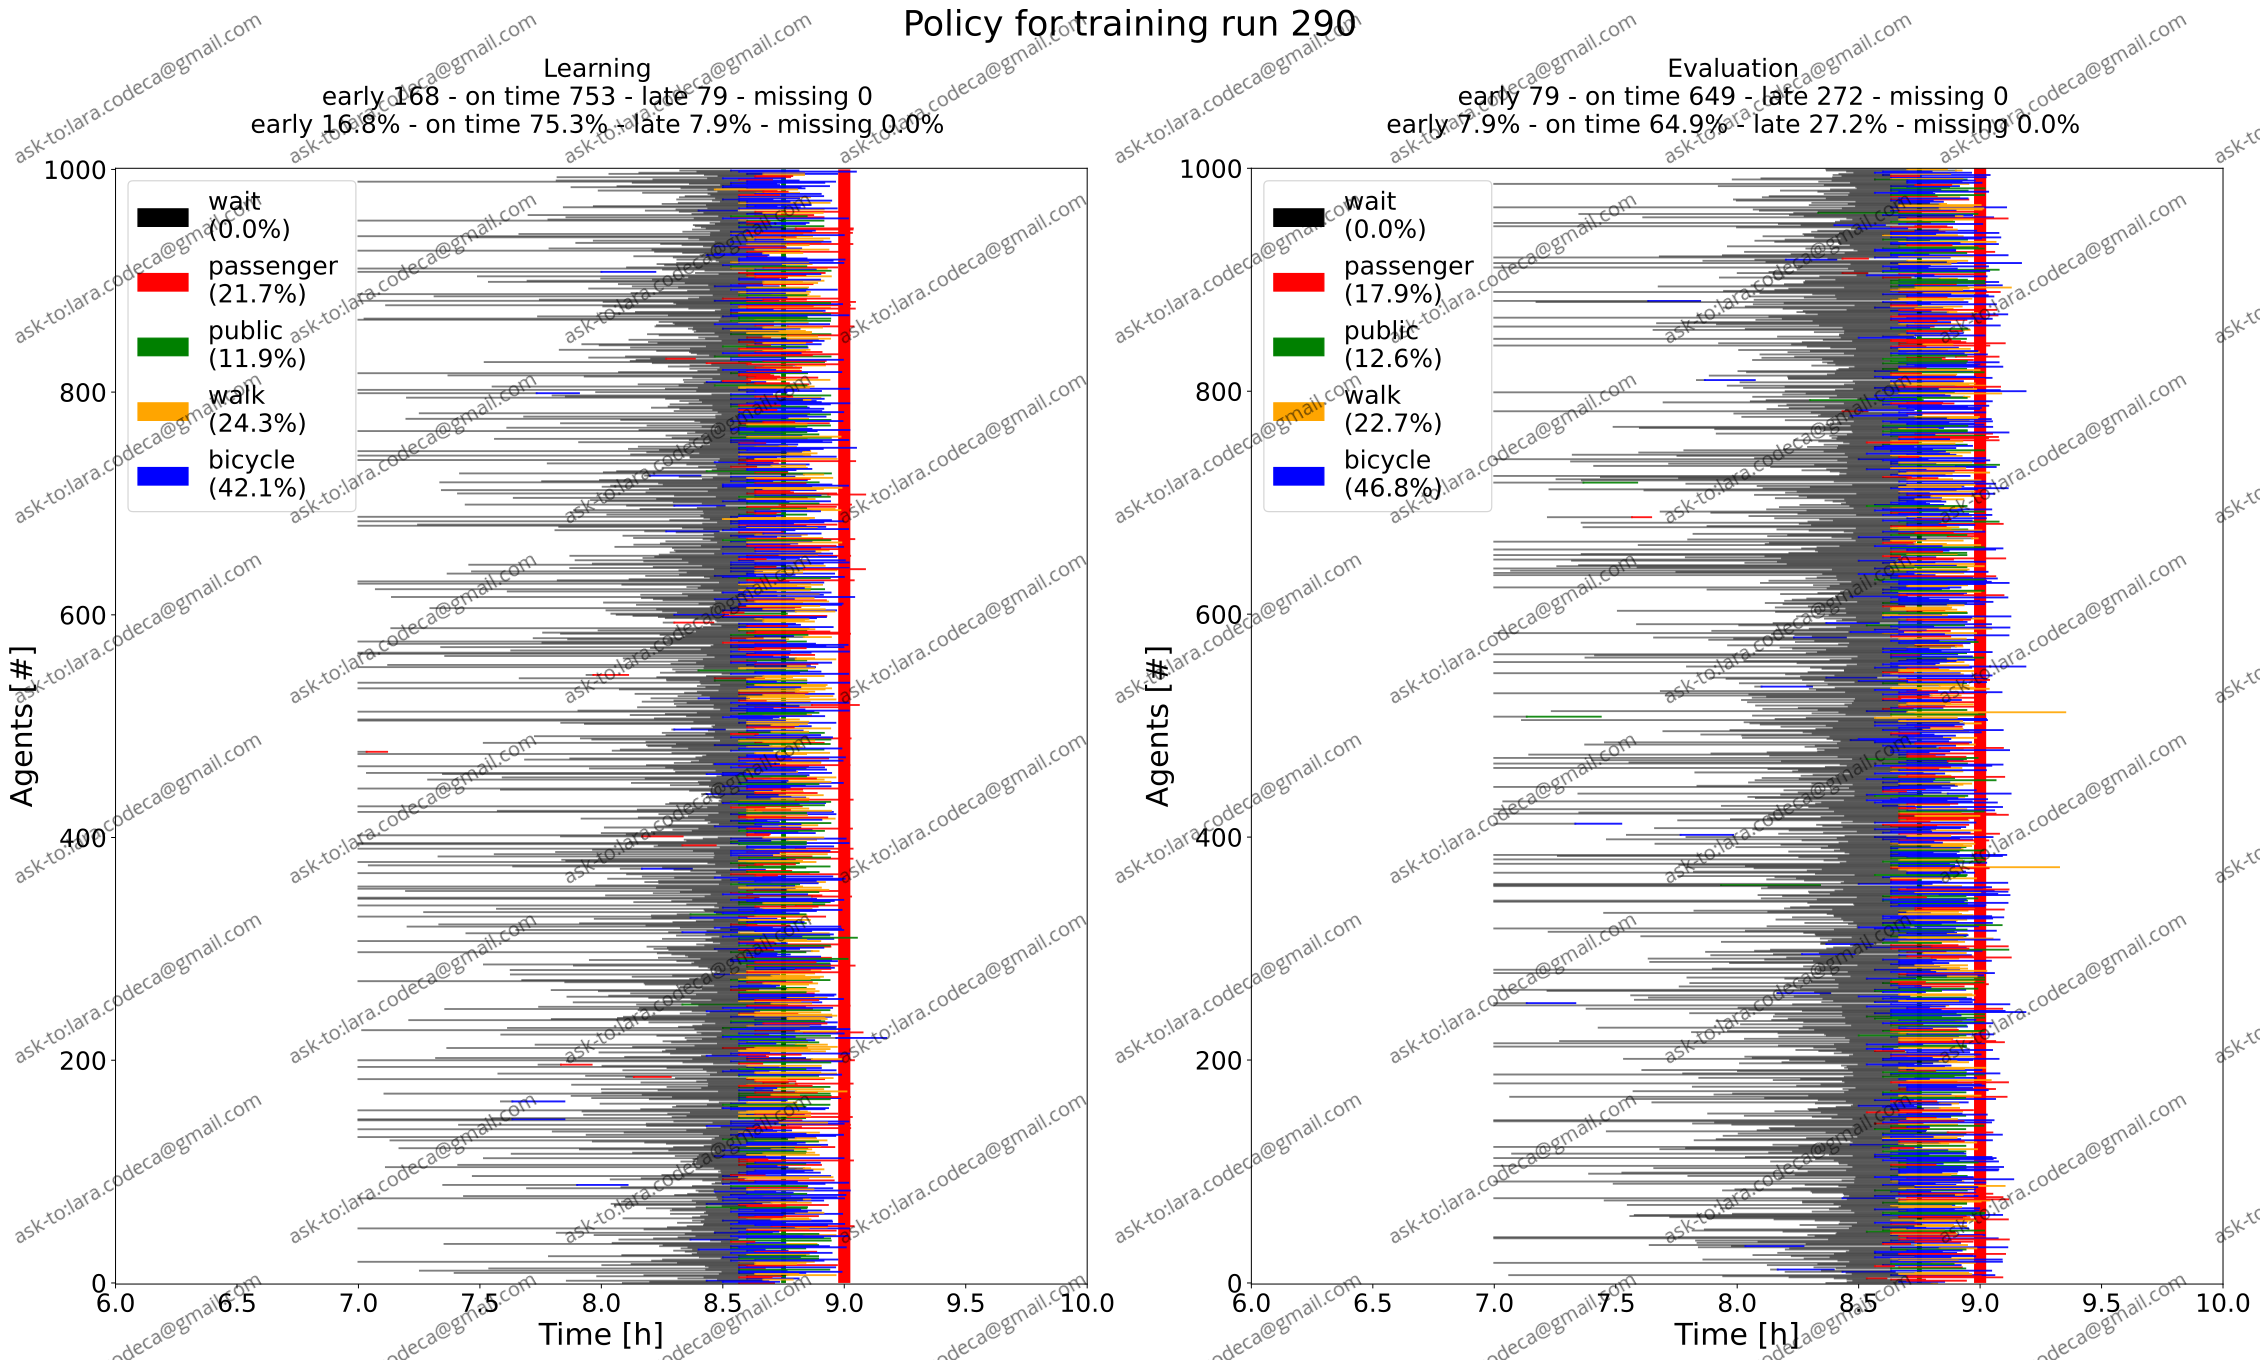 Policy for training run 290
Learning
early 168 - on time 753 - late 79 - missing 0
early 16.8% - on time 75.3% - late 7.9% - missing 0.0%
1000
800
600
400
200
0
Agents [#]
wait
(0.0%)
passenger
(21.7%)
public
(11.9%)
walk
(24.3%)
bicycle
(42.1%)
6.0 6.5 7.0 7.5 8.0 8.5 9.0 9.5 10.0
Time [h]
Evaluation
early 79 - on time 649 - late 272 - missing 0
early 7.9% - on time 64.9% - late 27.2% - missing 0.0%
1000
800
600
400
200
0
Agents [#]
wait
(0.0%)
passenger
(17.9%)
public
(12.6%)
walk
(22.7%)
bicycle
(46.8%)
6.0 6.5 7.0 7.5 8.0 8.5 9.0 9.5 10.0
Time [h]
ask-to:lara.codeca@gmail.com